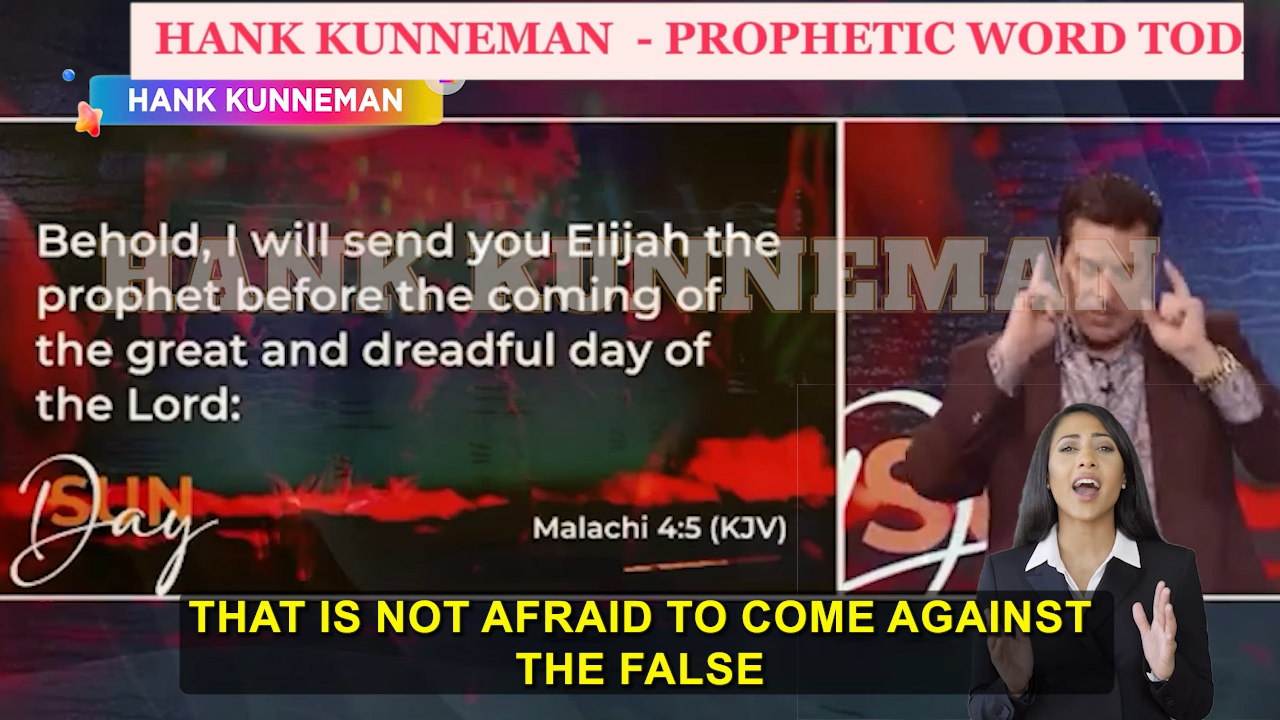 HANK KUNNEMAN - PROPHETIC WORD TOD
HANK KUNNEMAN
Behold, I will send you Elijah the
HANK KUNNEMAN
prophet before the coming of
the great and dreadful day of
the Lord:
SUN
Day
Malachi 4:5 (KJV)
THAT IS NOT AFRAID TO COME AGAINST
THE FALSE